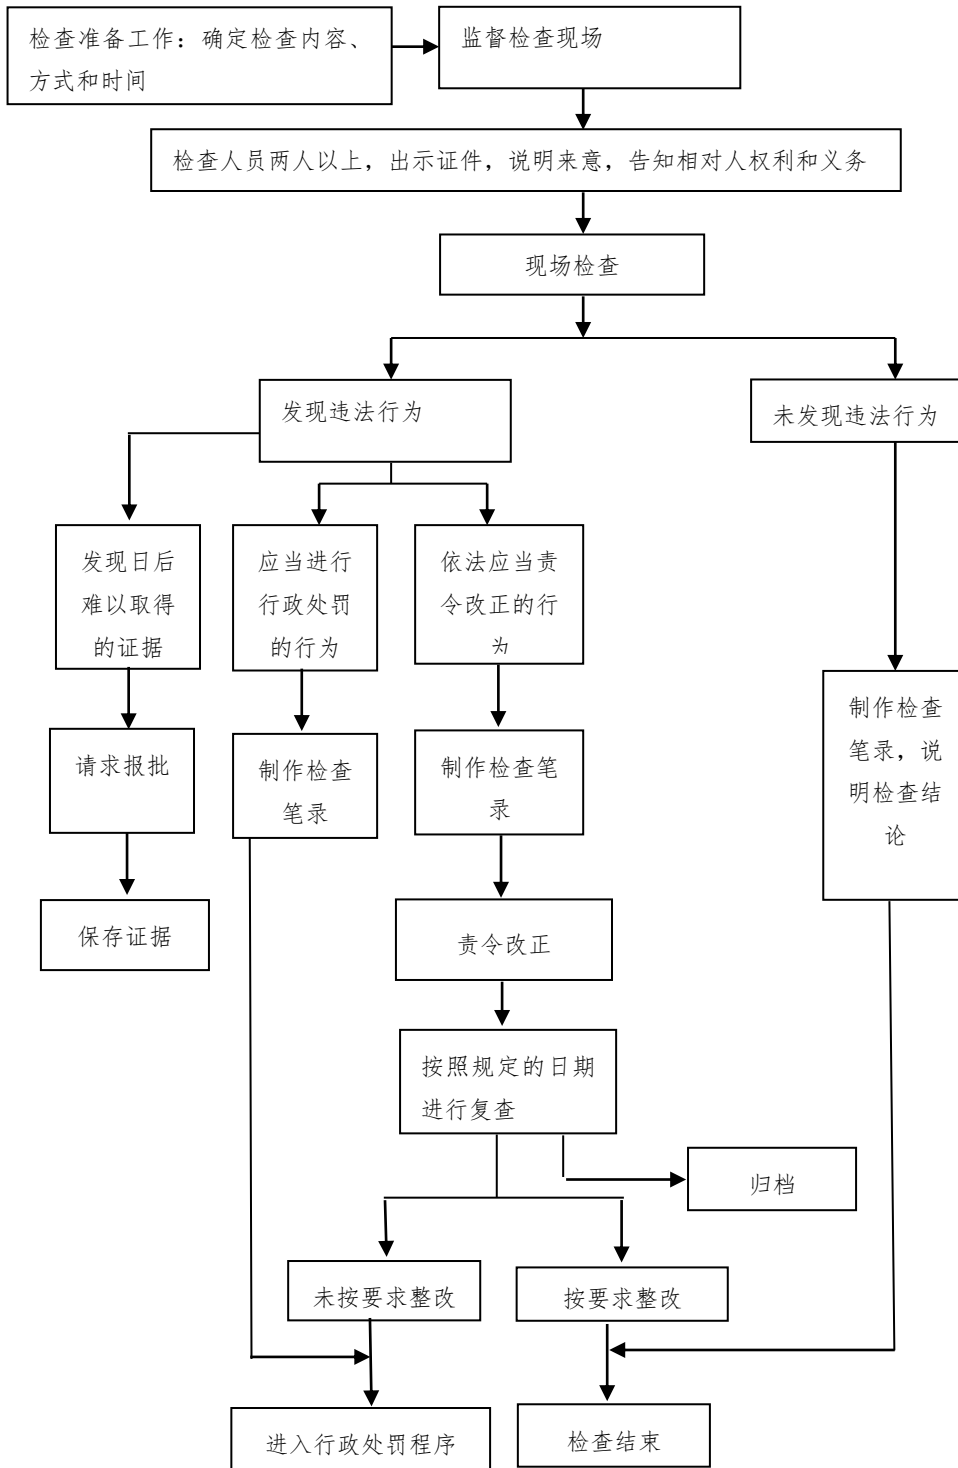 检查准备工作：确定检查内容、
方式和时间
监督检查现场
检查人员两人以上，出示证件，说明来意，告知相对人权利和义务
现场检查
发现违法行为
未发现违法行为
发现日后
难以取得
的证据
应当进行
行政处罚
的行为
依法应当责
令改正的行
为
请求报批
制作检查
笔录
制作检查笔
录
制作检查
笔录，说
明检查结
论
保存证据
责令改正
按照规定的日期
进行复查
归档
未按要求整改
按要求整改
进入行政处罚程序
检查结束